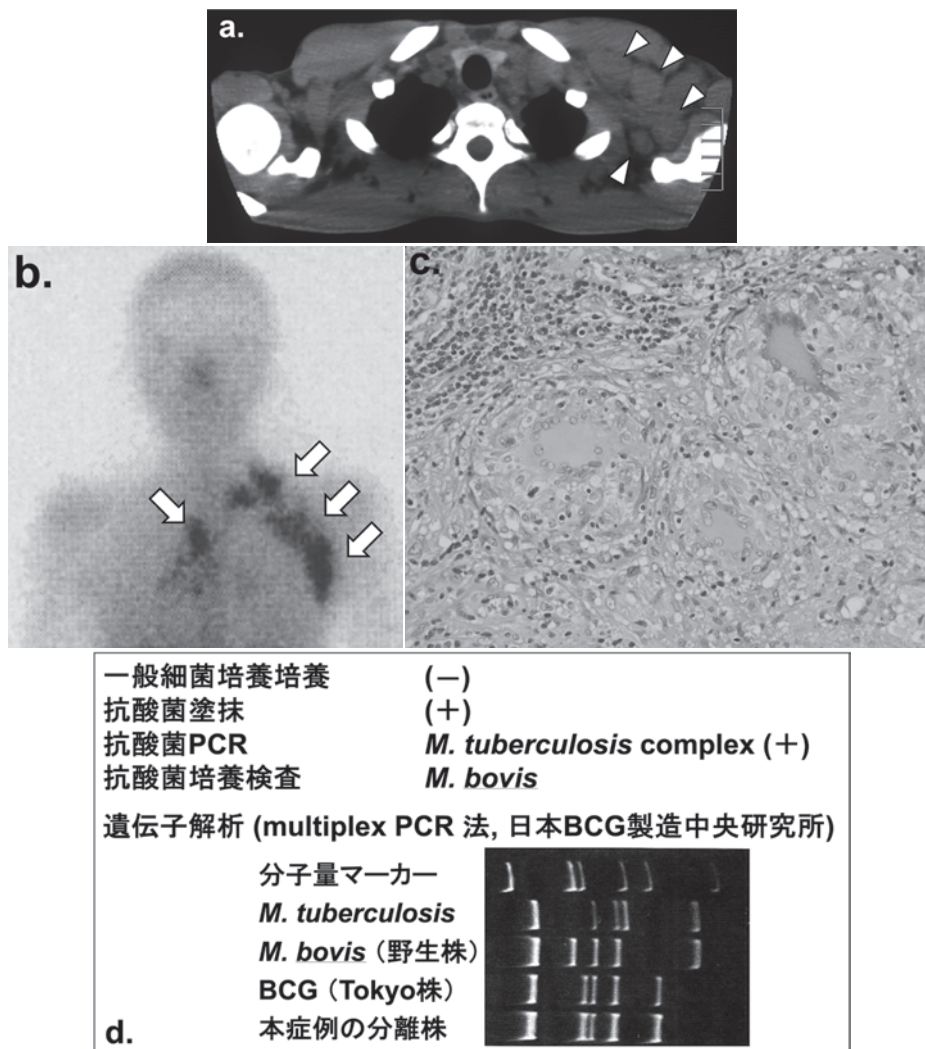 a.
b.
c.
一般細菌培養培養 (－)
抗酸菌塗抹 (＋)
抗酸菌PCR M. tuberculosis complex (＋)
抗酸菌培養検査 M. bovis
遺伝子解析 (multiplex PCR 法, 日本BCG製造中央研究所)
分子量マーカー
M. tuberculosis
M. bovis（野生株）
BCG（Tokyo株）
本症例の分離株
d.